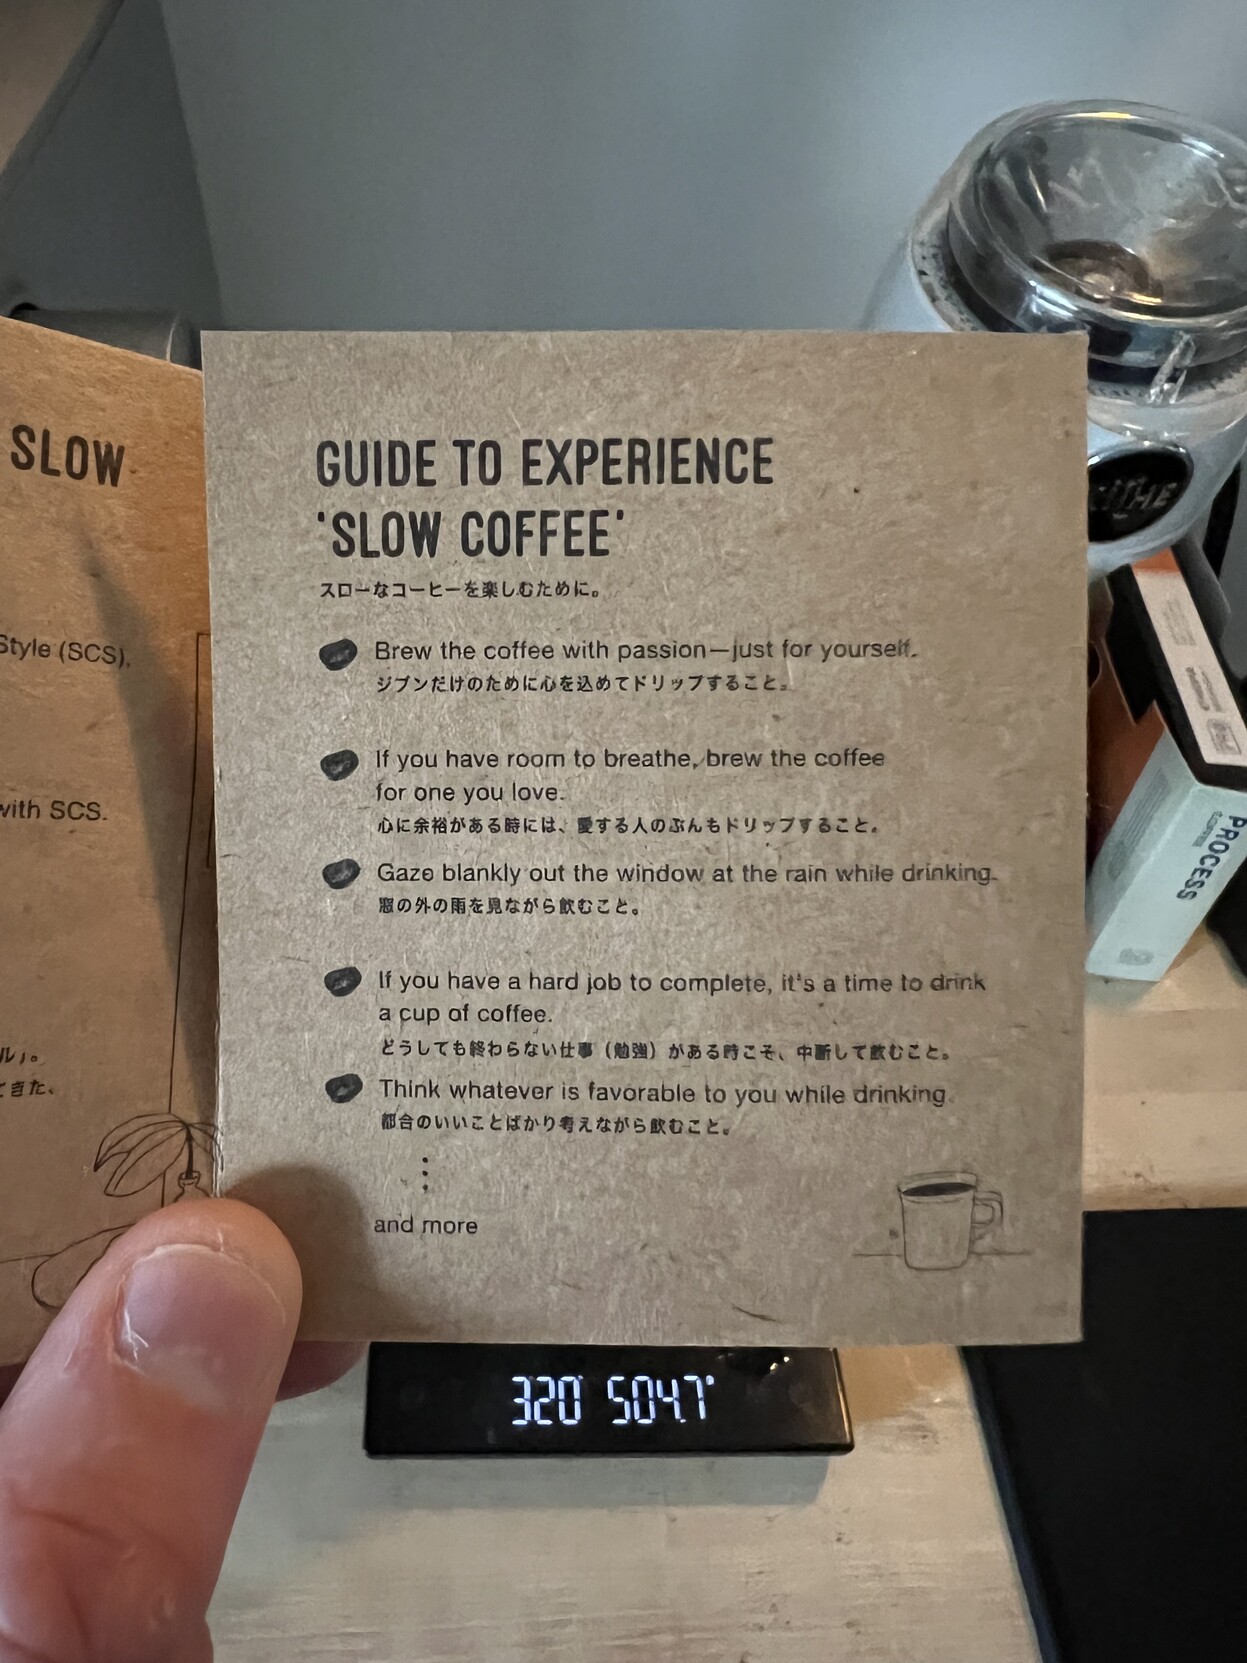 SLOW
Style (SCS),
with SCS.
ル」。
てきた、
GUIDE TO EXPERIENCE
'SLOW COFFEE'
スローなコーヒーを楽しむために。
Brew the coffee with passion—just for yourself.
ジブンだけのために心を込めてドリップすること。
If you have room to breathe, brew the coffee
for one you love.
心に余裕がある時には、愛する人のぶんもドリップすること。
Gaze blankly out the window at the rain while drinking.
窓の外の雨を見ながら飲むこと。
If you have a hard job to complete, it's a time to drink
a cup of coffee.
どうしても終わらない仕事（勉強）がある時こそ、中断して飲むこと。
Think whatever is favorable to you while drinking.
都合のいいことばかり考えながら飲むこと。
and more
PROCESS
COFFEE
320 504.7